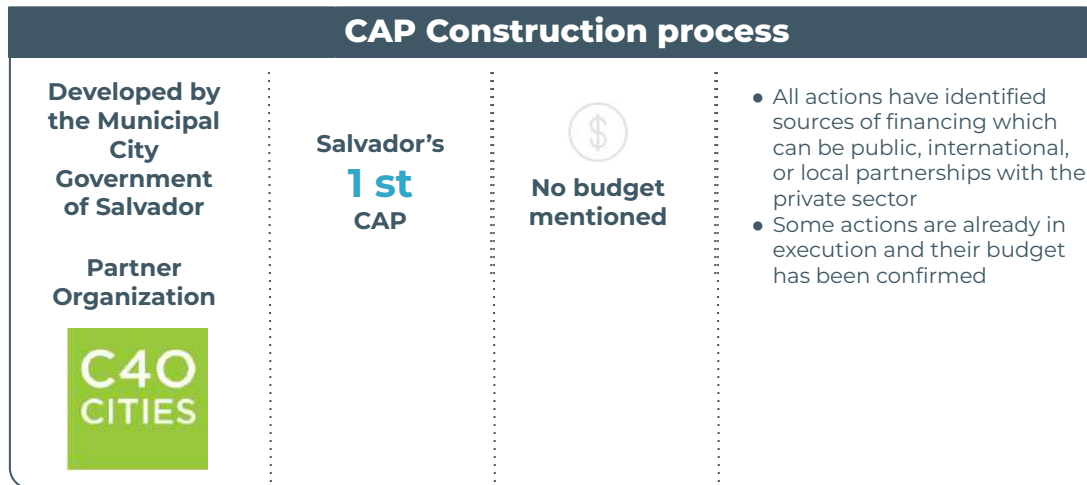 CAP Construction process
Developed by
the Municipal
City
Government
of Salvador
Partner
Organization
C40
CITIES
Salvador's
1 st
CAP
$
No budget
mentioned
● All actions have identified
sources of financing which
can be public, international,
or local partnerships with the
private sector
● Some actions are already in
execution and their budget
has been confirmed